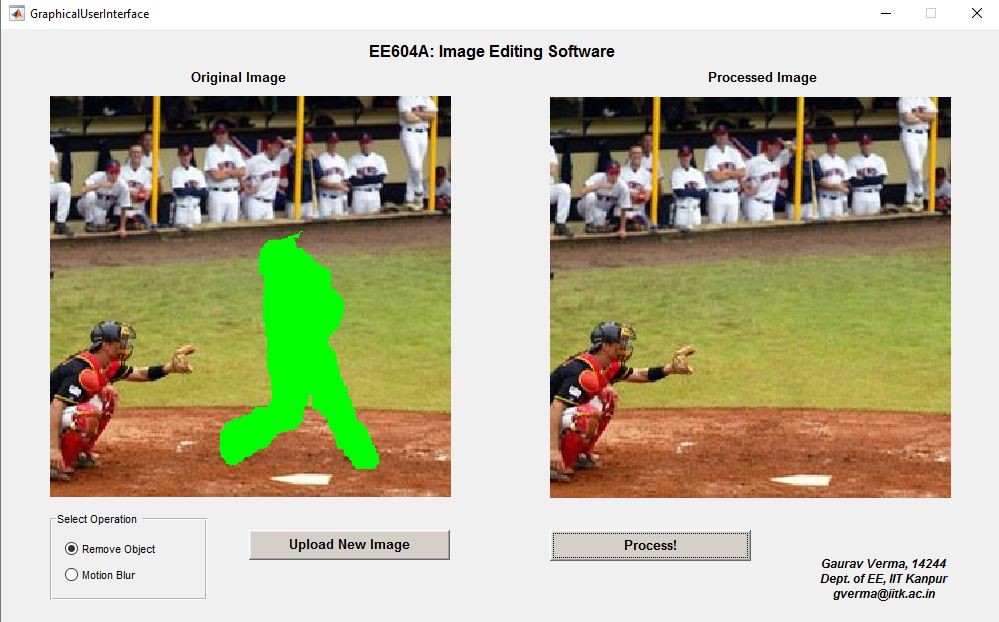 GraphicalUserInterface
EE604A: Image Editing Software
Original Image
Processed Image
Select Operation
Remove Object
Motion Blur
Upload New Image
Process!
Gaurav Verma, 14244
Dept. of EE, IIT Kanpur
gverma@iitk.ac.in